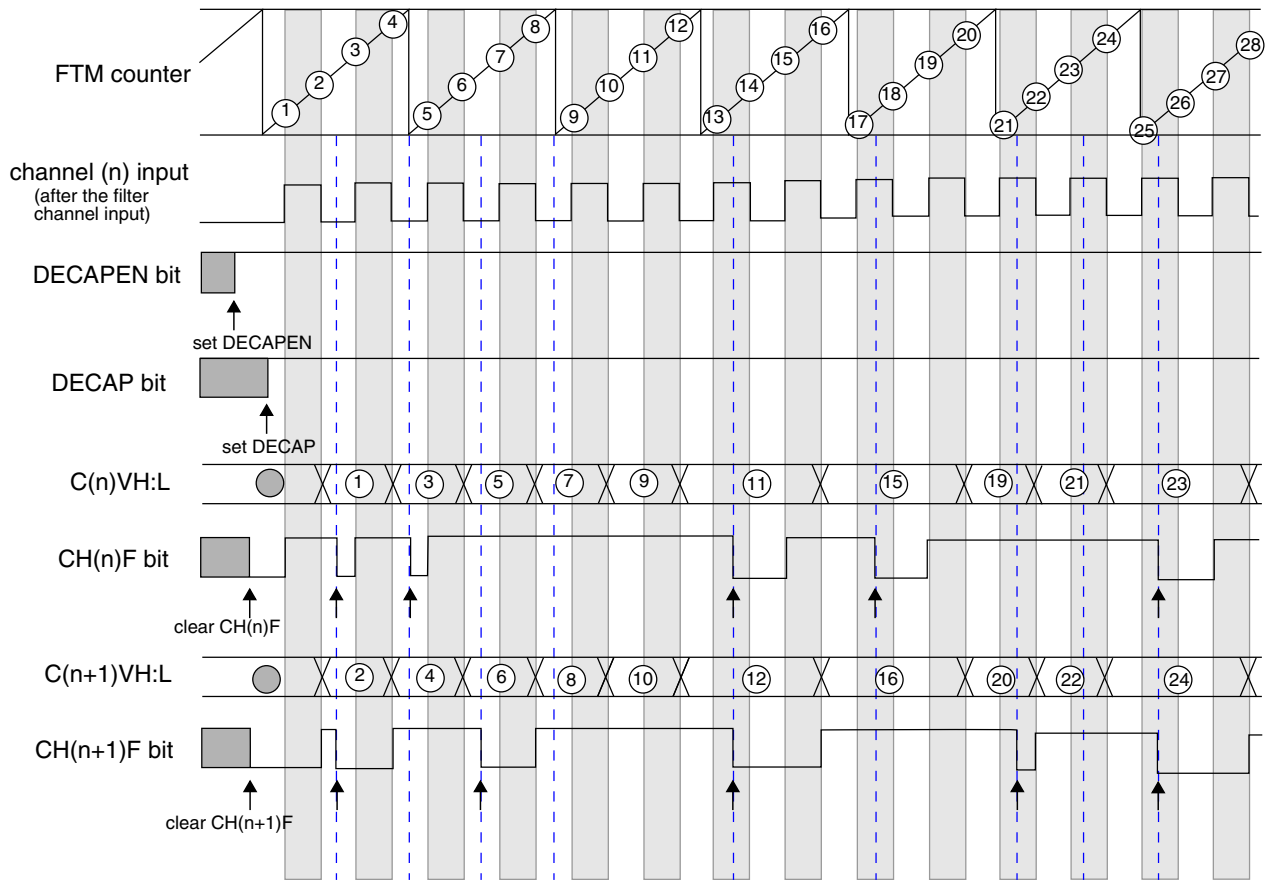 4 8 12 16 20 24 28
3 7 11 15 19 23 27
FTM counter
2 6 10 14 18 22 26
1 5 9 13 17 21 25
channel (n) input
(after the filter
channel input)
DECAPEN bit
set DECAPEN
DECAP bit
set DECAP
C(n)VH:L 1 3 5 7 9 11 15 19 21 23
CH(n)F bit
clear CH(n)F
C(n+1)VH:L 2 4 6 8 10 12 16 20 22 24
CH(n+1)F bit
clear CH(n+1)F